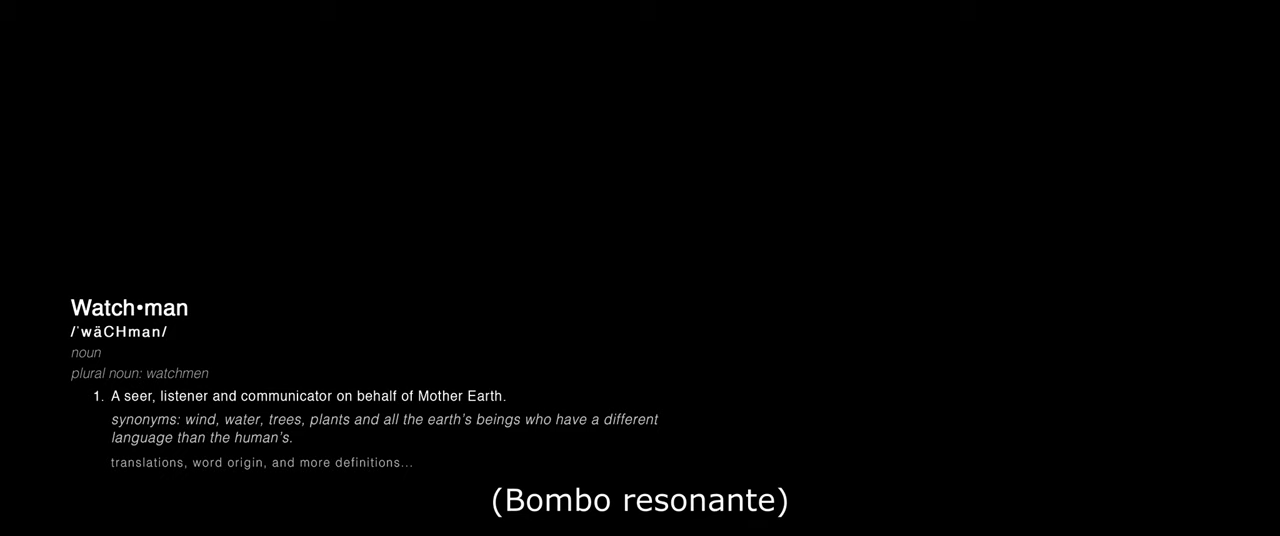 Watch•man
/ˈwäCHmən/
noun
plural noun: watchmen
1. A seer, listener and communicator on behalf of Mother Earth.
synonyms: wind, water, trees, plants and all the earth's beings who have a different
language than the human's.
translations, word origin, and more definitions...
(Bombo resonante)